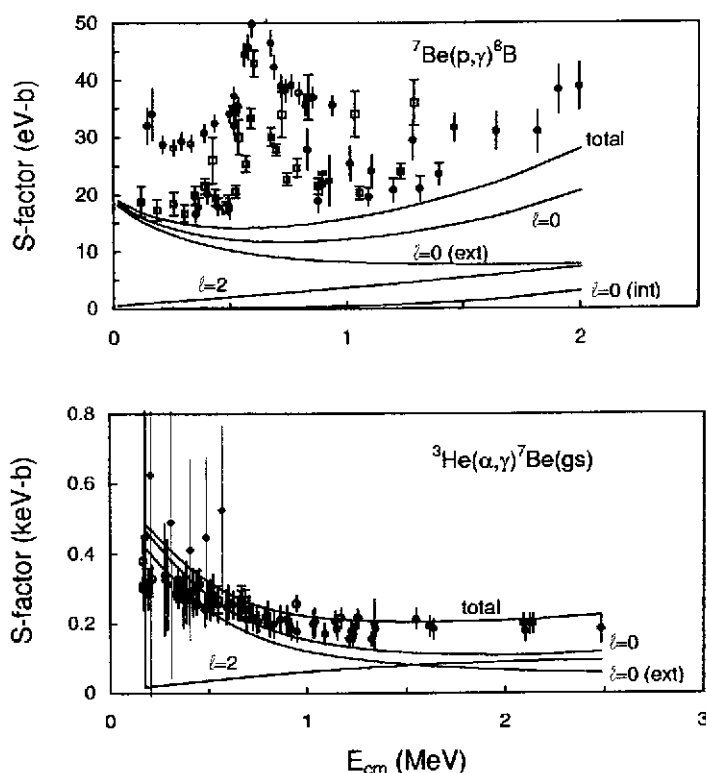 50
40
30
20
10
0
S-factor (eV-b)
⁷Be(p,γ)⁸B
total
ℓ=0
ℓ=0 (ext)
ℓ=2
ℓ=0 (int)
0
1
2
0.8
0.6
0.4
0.2
0
S-factor (keV-b)
³He(α,γ)⁷Be(gs)
total
ℓ=0
ℓ=2
ℓ=0 (ext)
0
1
2
3
E_cm (MeV)